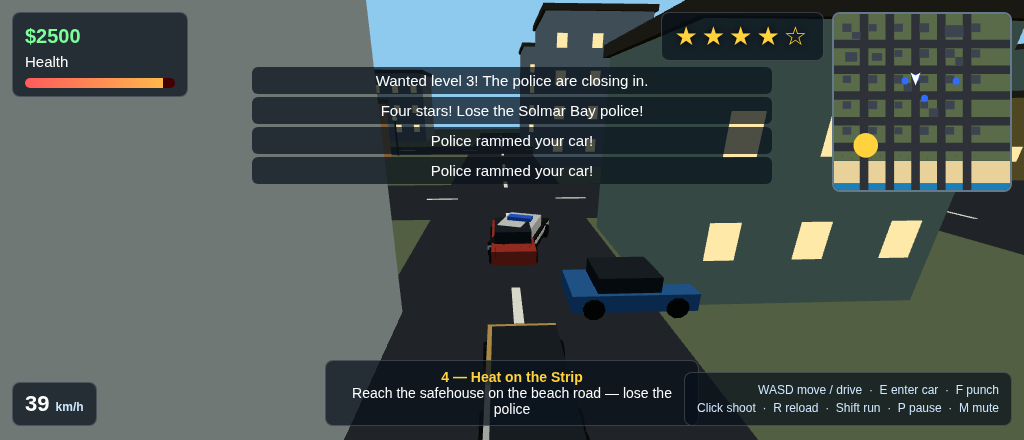 $2500
Health
★★★★☆
Wanted level 3! The police are closing in.
Four stars! Lose the Solmar Bay police!
Police rammed your car!
Police rammed your car!
39 km/h
4 — Heat on the Strip
Reach the safehouse on the beach road — lose the
police
WASD move / drive · E enter car · F punch
Click shoot · R reload · Shift run · P pause · M mute